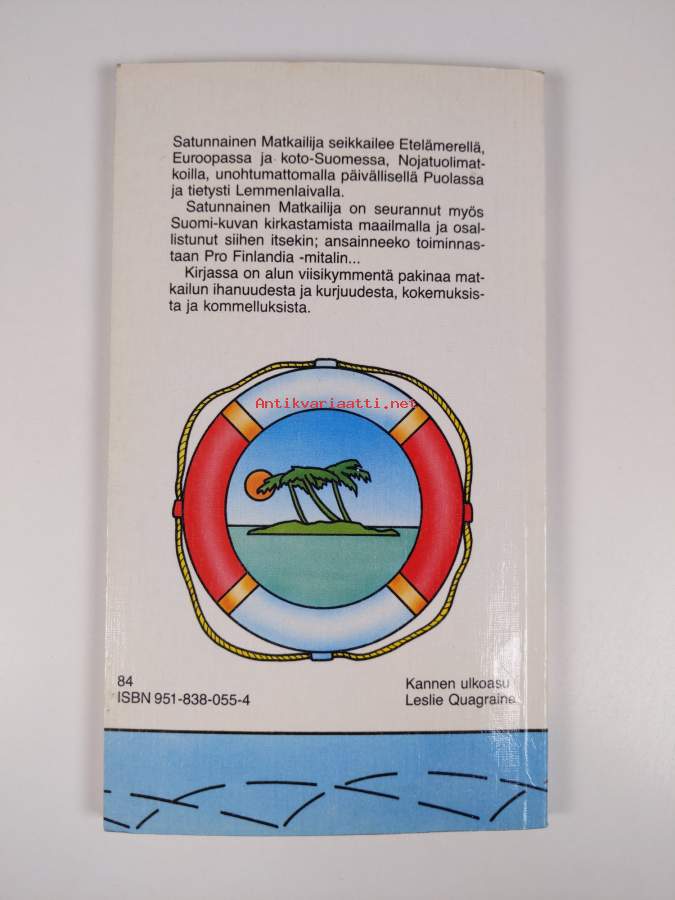 Satunnainen Matkailija seikkailee Etelämerellä,
Euroopassa ja koto-Suomessa, Nojatuolimat-
koilla, unohtumattomalla päivällisellä Puolassa
ja tietysti Lemmenlaivalla.
Satunnainen Matkailija on seurannut myös
Suomi-kuvan kirkastamista maailmalla ja osal-
listunut siihen itsekin; ansainneeko toiminnas-
taan Pro Finlandia -mitalin...
Kirjassa on alun viisikymmentä pakinaa mat-
kailun ihanuudesta ja kurjuudesta, kokemuksis-
ta ja kommelluksista.
Antikvariaatti.net
84
ISBN 951-838-055-4
Kannen ulkoasu
Leslie Quagraine